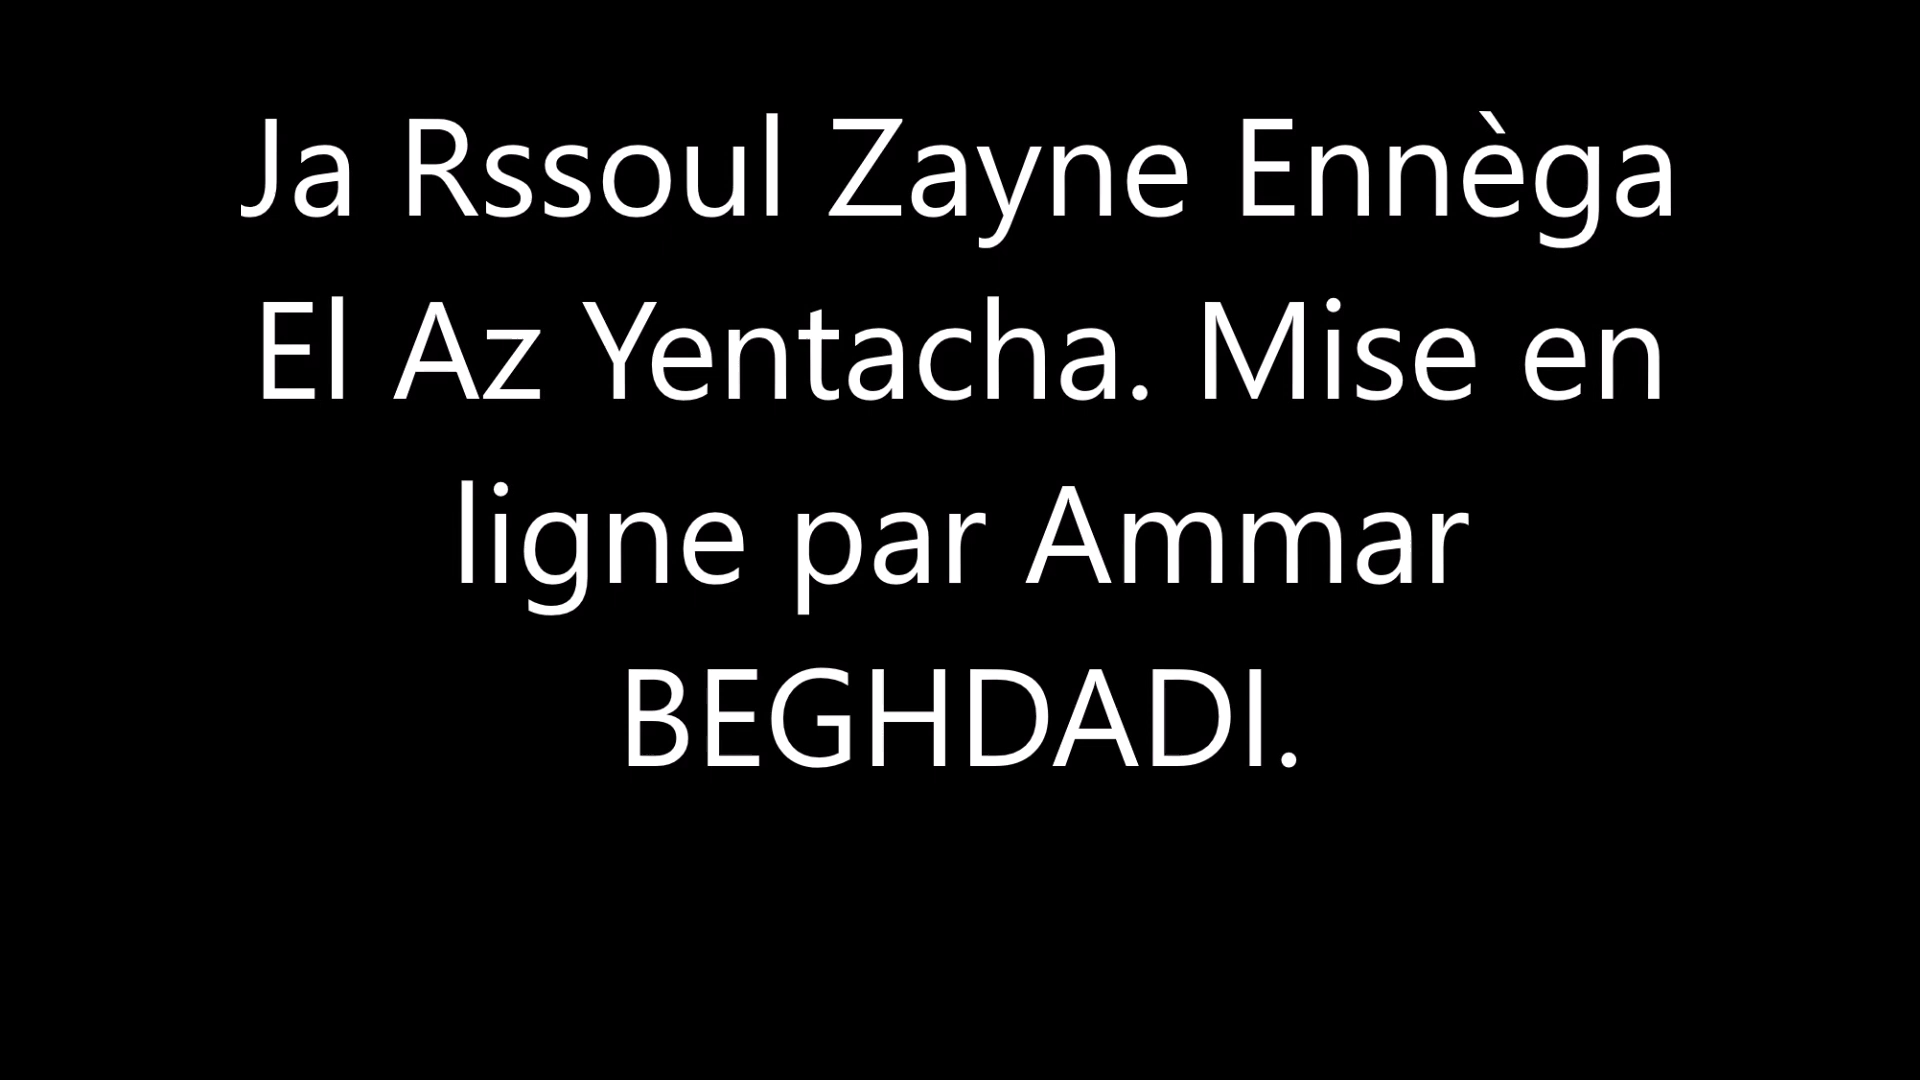 Ja Rssoul Zayne Ennèga
El Az Yentacha. Mise en
ligne par Ammar
BEGHDADI.